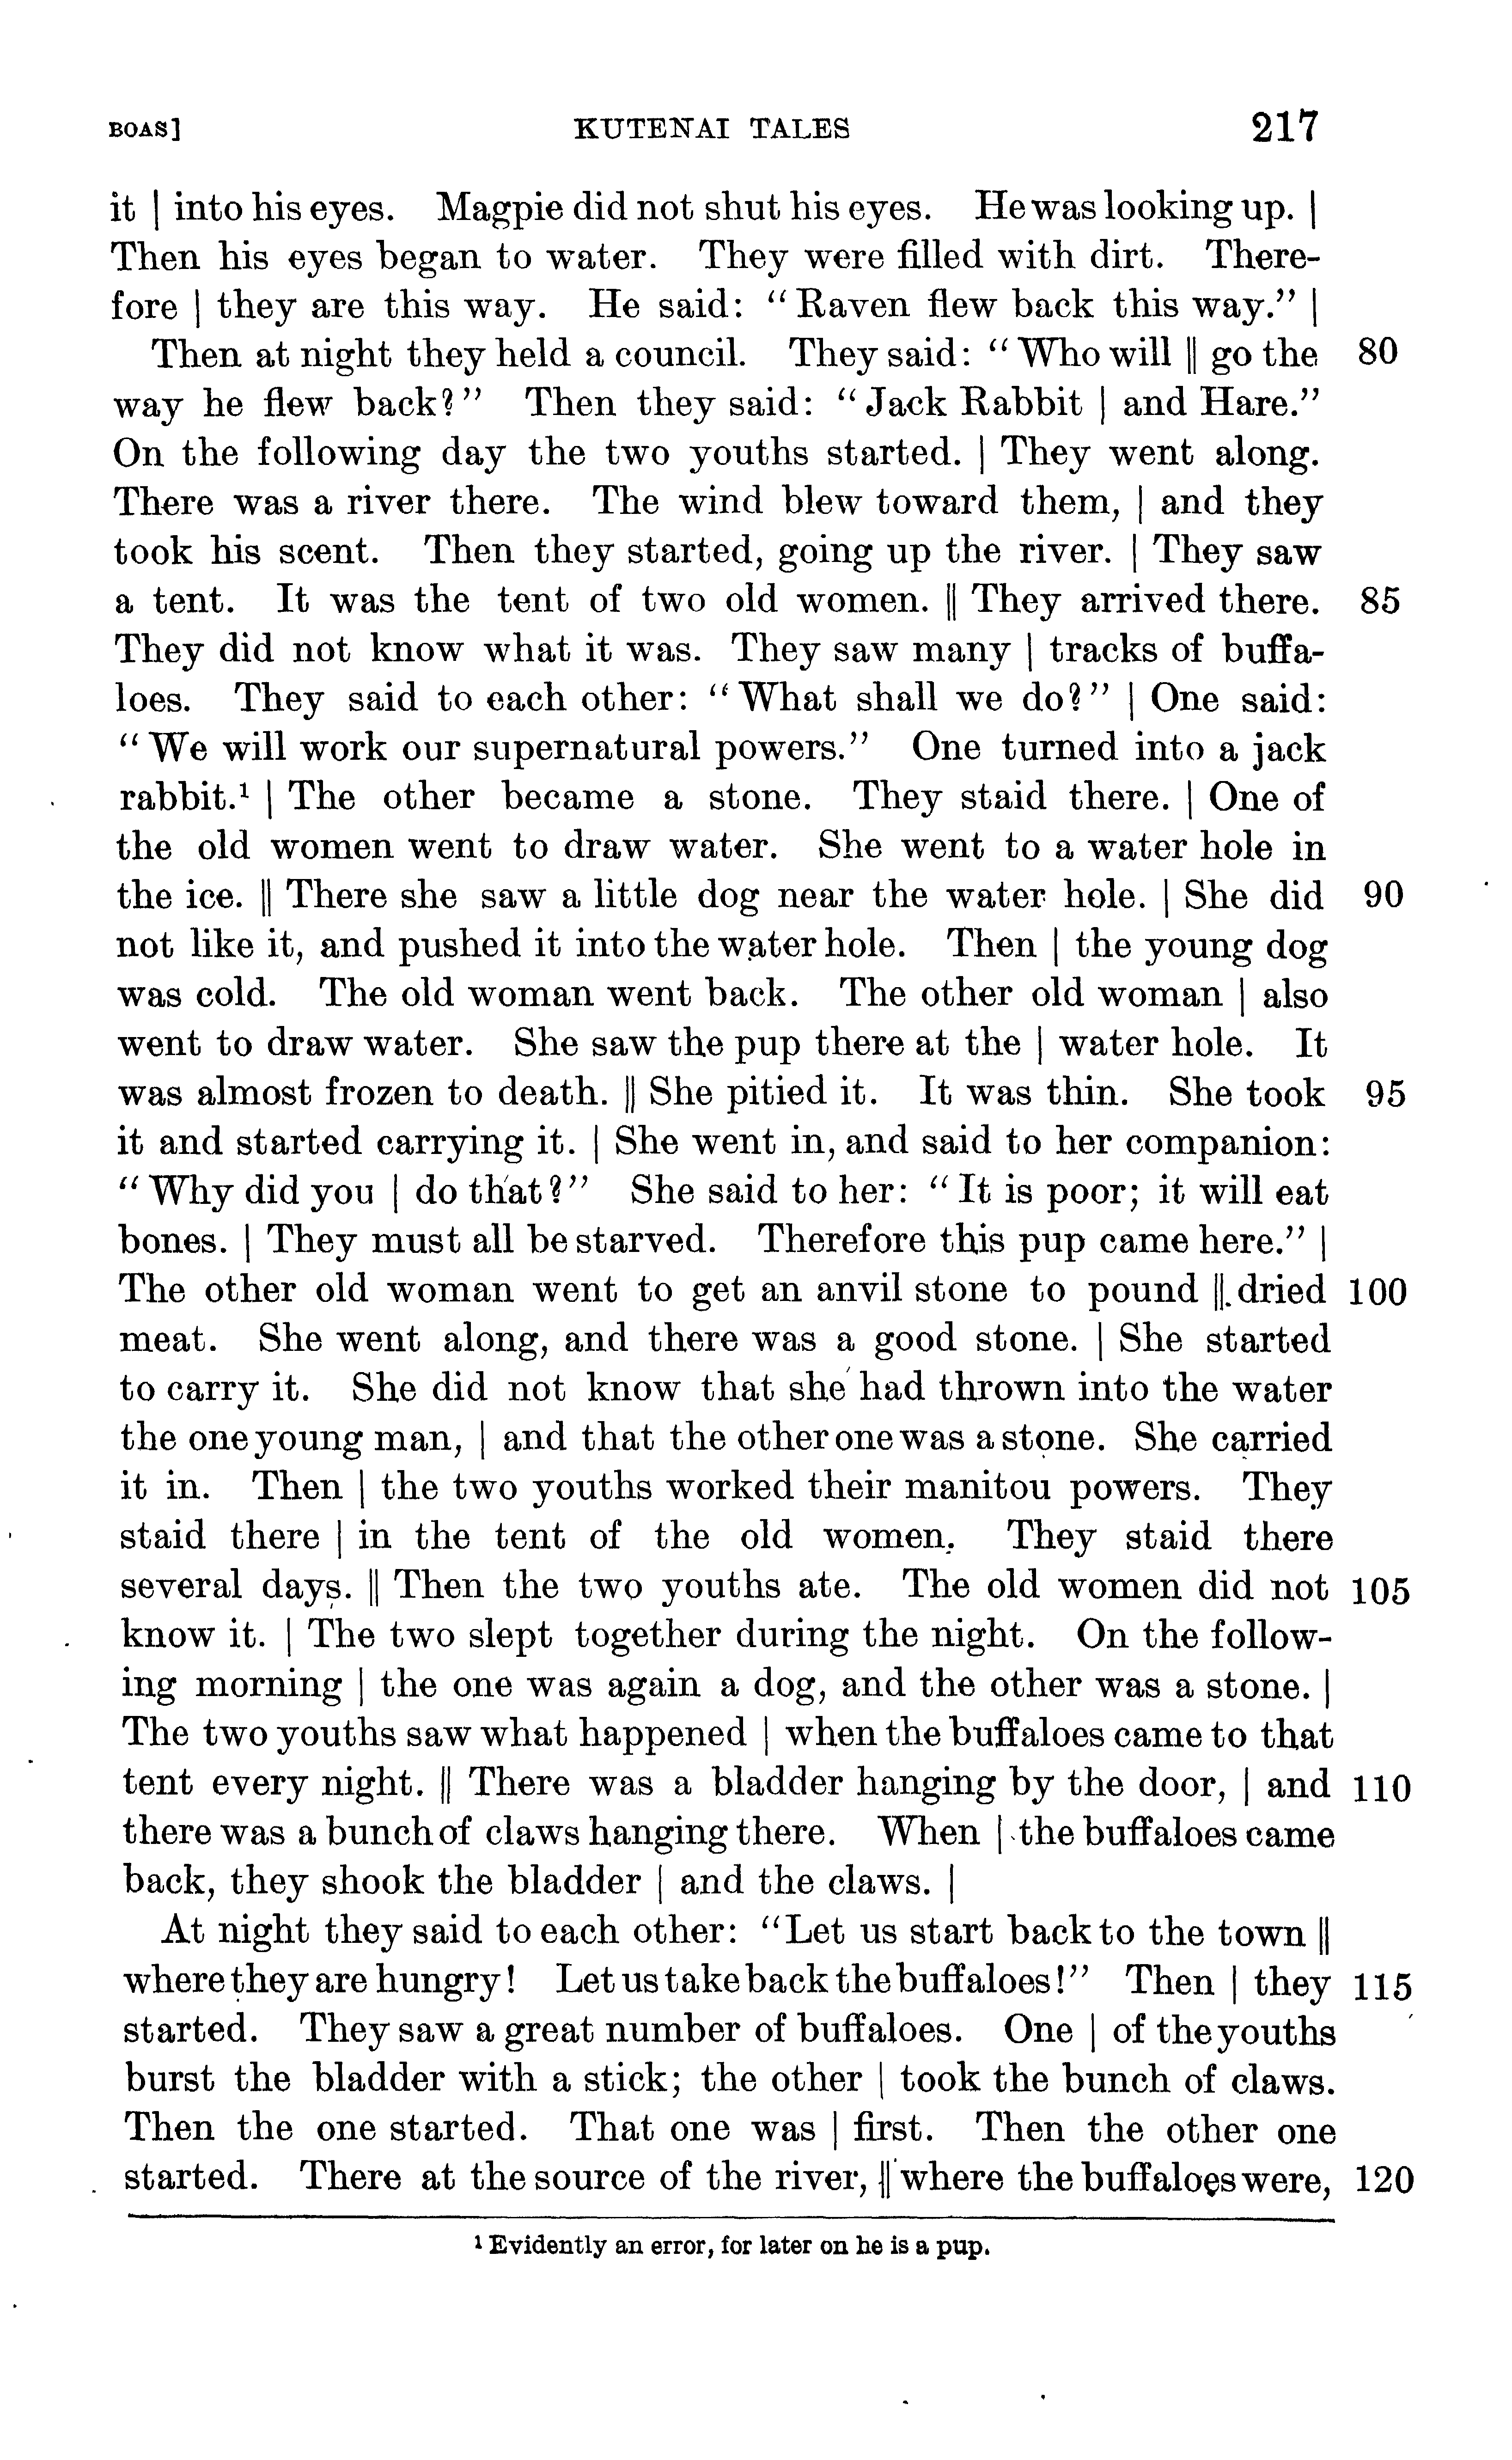 BOAS] KUTENAI TALES 217
it | into his eyes. Magpie did not shut his eyes. He was looking up. |
Then his eyes began to water. They were filled with dirt. There-
fore | they are this way. He said: “Raven flew back this way.” |
Then at night they held a council. They said: “Who will || go the 80
way he flew back?” Then they said: “Jack Rabbit | and Hare.”
On the following day the two youths started. | They went along.
There was a river there. The wind blew toward them, | and they
took his scent. Then they started, going up the river. | They saw
a tent. It was the tent of two old women. || They arrived there. 85
They did not know what it was. They saw many | tracks of buffa-
loes. They said to each other: “What shall we do?” | One said:
“We will work our supernatural powers.” One turned into a jack
rabbit.¹ | The other became a stone. They staid there. | One of
the old women went to draw water. She went to a water hole in
the ice. || There she saw a little dog near the water hole. | She did 90
not like it, and pushed it into the water hole. Then | the young dog
was cold. The old woman went back. The other old woman | also
went to draw water. She saw the pup there at the | water hole. It
was almost frozen to death. || She pitied it. It was thin. She took 95
it and started carrying it. | She went in, and said to her companion:
“Why did you | do that?” She said to her: “It is poor; it will eat
bones. | They must all be starved. Therefore this pup came here.” |
The other old woman went to get an anvil stone to pound || dried 100
meat. She went along, and there was a good stone. | She started
to carry it. She did not know that she had thrown into the water
the one young man, | and that the other one was a stone. She carried
it in. Then | the two youths worked their manitou powers. They
staid there | in the tent of the old women. They staid there
several days. || Then the two youths ate. The old women did not 105
know it. | The two slept together during the night. On the follow-
ing morning | the one was again a dog, and the other was a stone. |
The two youths saw what happened | when the buffaloes came to that
tent every night. || There was a bladder hanging by the door, | and 110
there was a bunch of claws hanging there. When | the buffaloes came
back, they shook the bladder | and the claws. |
At night they said to each other: “Let us start back to the town ||
where they are hungry! Let us take back the buffaloes!” Then | they 115
started. They saw a great number of buffaloes. One | of the youths
burst the bladder with a stick; the other | took the bunch of claws.
Then the one started. That one was | first. Then the other one
started. There at the source of the river, || where the buffaloes were, 120
¹ Evidently an error, for later on he is a pup.